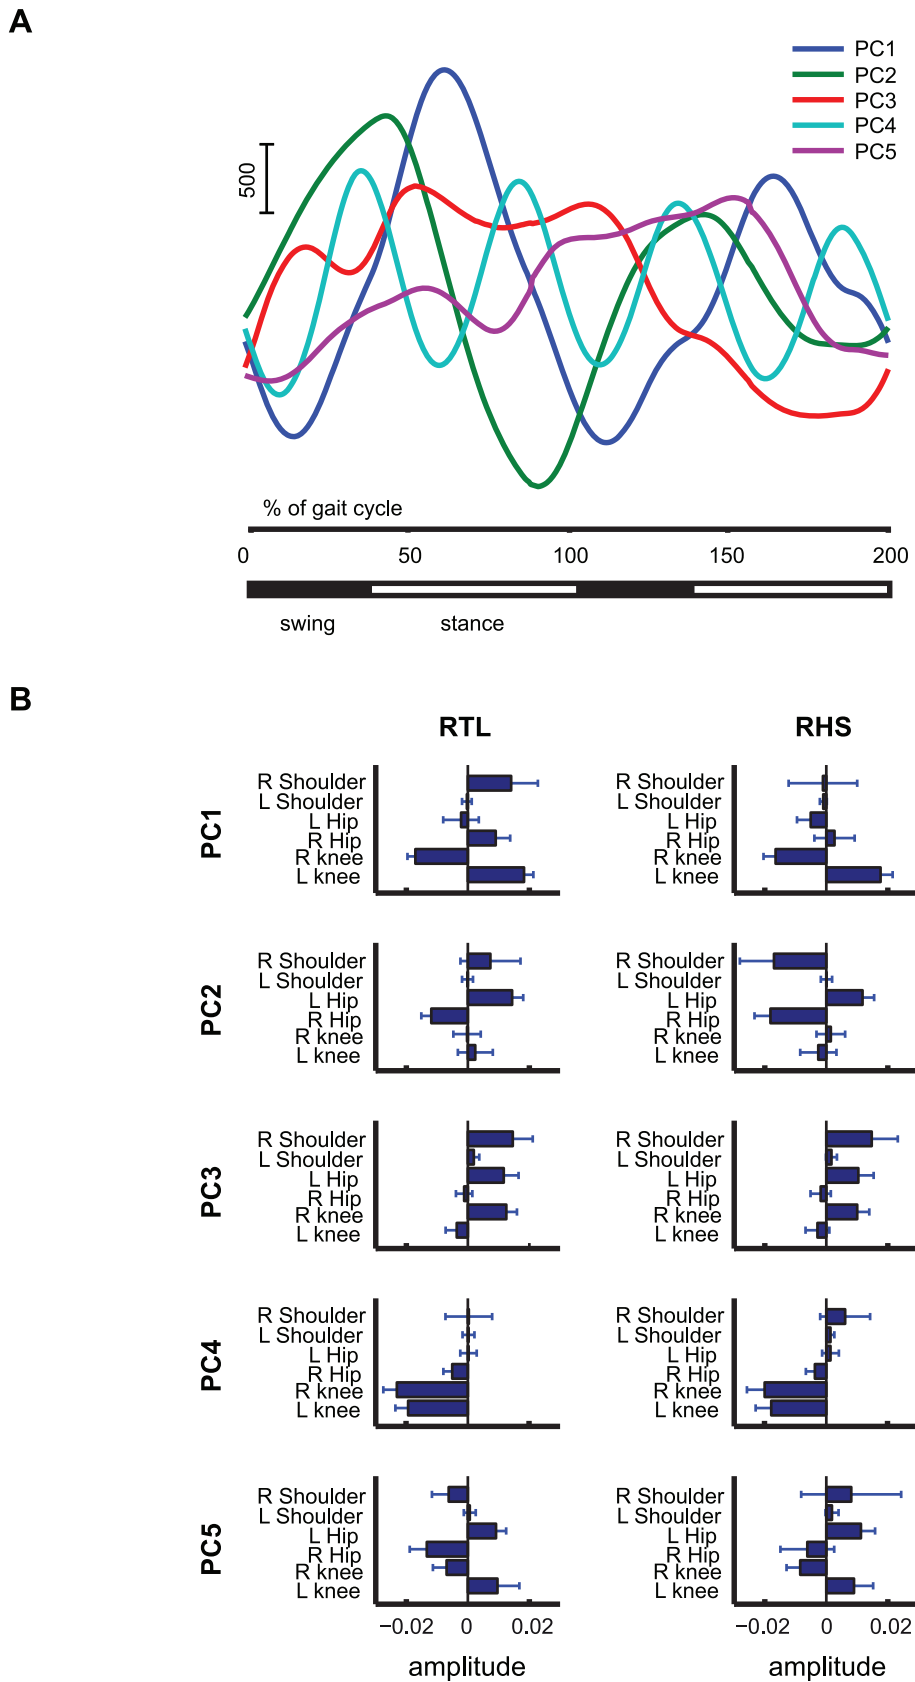 A
PC1
PC2
PC3
PC4
PC5
500
% of gait cycle
0 50 100 150 200
swing stance
B
RTL RHS
PC1
R Shoulder R Shoulder
L Shoulder L Shoulder
L Hip L Hip
R Hip R Hip
R knee R knee
L knee L knee
PC2
R Shoulder R Shoulder
L Shoulder L Shoulder
L Hip L Hip
R Hip R Hip
R knee R knee
L knee L knee
PC3
R Shoulder R Shoulder
L Shoulder L Shoulder
L Hip L Hip
R Hip R Hip
R knee R knee
L knee L knee
PC4
R Shoulder R Shoulder
L Shoulder L Shoulder
L Hip L Hip
R Hip R Hip
R knee R knee
L knee L knee
PC5
R Shoulder R Shoulder
L Shoulder L Shoulder
L Hip L Hip
R Hip R Hip
R knee R knee
L knee L knee
−0.02 0 0.02 −0.02 0 0.02
amplitude amplitude